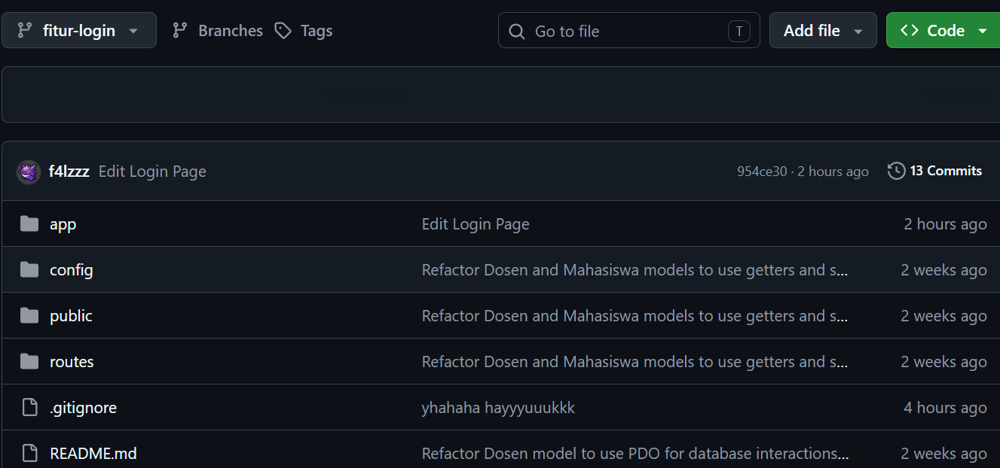 fitur-login Branches Tags Go to file T Add file Code
f4lzzz Edit Login Page 954ce30 · 2 hours ago 13 Commits
app Edit Login Page 2 hours ago
config Refactor Dosen and Mahasiswa models to use getters and s... 2 weeks ago
public Refactor Dosen and Mahasiswa models to use getters and s... 2 weeks ago
routes Refactor Dosen and Mahasiswa models to use getters and s... 2 weeks ago
.gitignore yhahaha hayyyuuukkk 4 hours ago
README.md Refactor Dosen model to use PDO for database interactions... 2 weeks ago